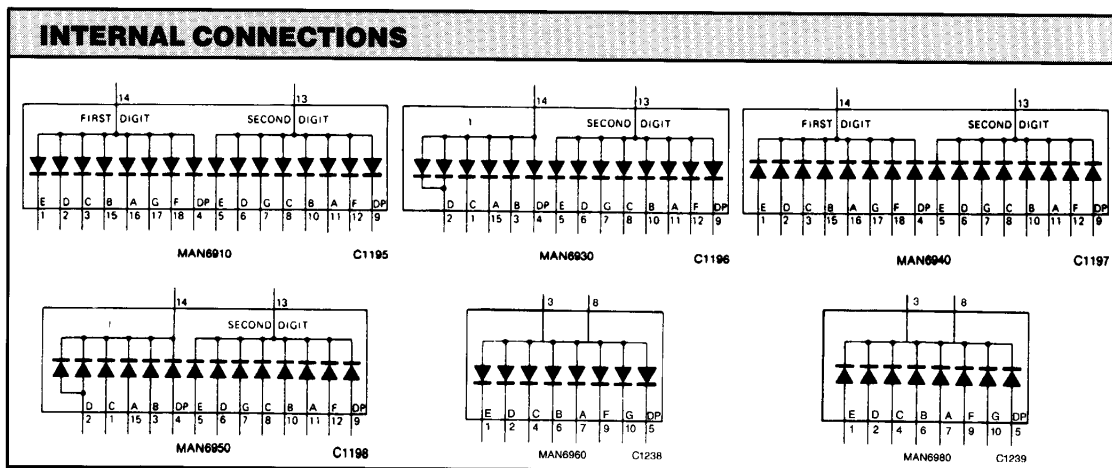 INTERNAL CONNECTIONS
14 13
FIRST DIGIT SECOND DIGIT
E D C B A G F DP E D G C B A F DP
1 2 3 15 16 17 18 4 5 6 7 8 10 11 12 9
MAN6910 C1195
14 13
1 SECOND DIGIT
D C A B DP E D G C B A F DP
2 1 15 3 4 5 6 7 8 10 11 12 9
MAN6930 C1196
14 13
FIRST DIGIT SECOND DIGIT
E D C B A G F DP E D G C B A F DP
1 2 3 15 16 17 18 4 5 6 7 8 10 11 12 9
MAN6940 C1197
14 13
1 SECOND DIGIT
D C A B DP E D G C B A F DP
2 1 15 3 4 5 6 7 8 10 11 12 9
MAN6950 C1198
3 8
E D C B A F G DP
1 2 4 6 7 9 10 5
MAN6960 C1238
3 8
E D C B A F G DP
1 2 4 6 7 9 10 5
MAN6980 C1239